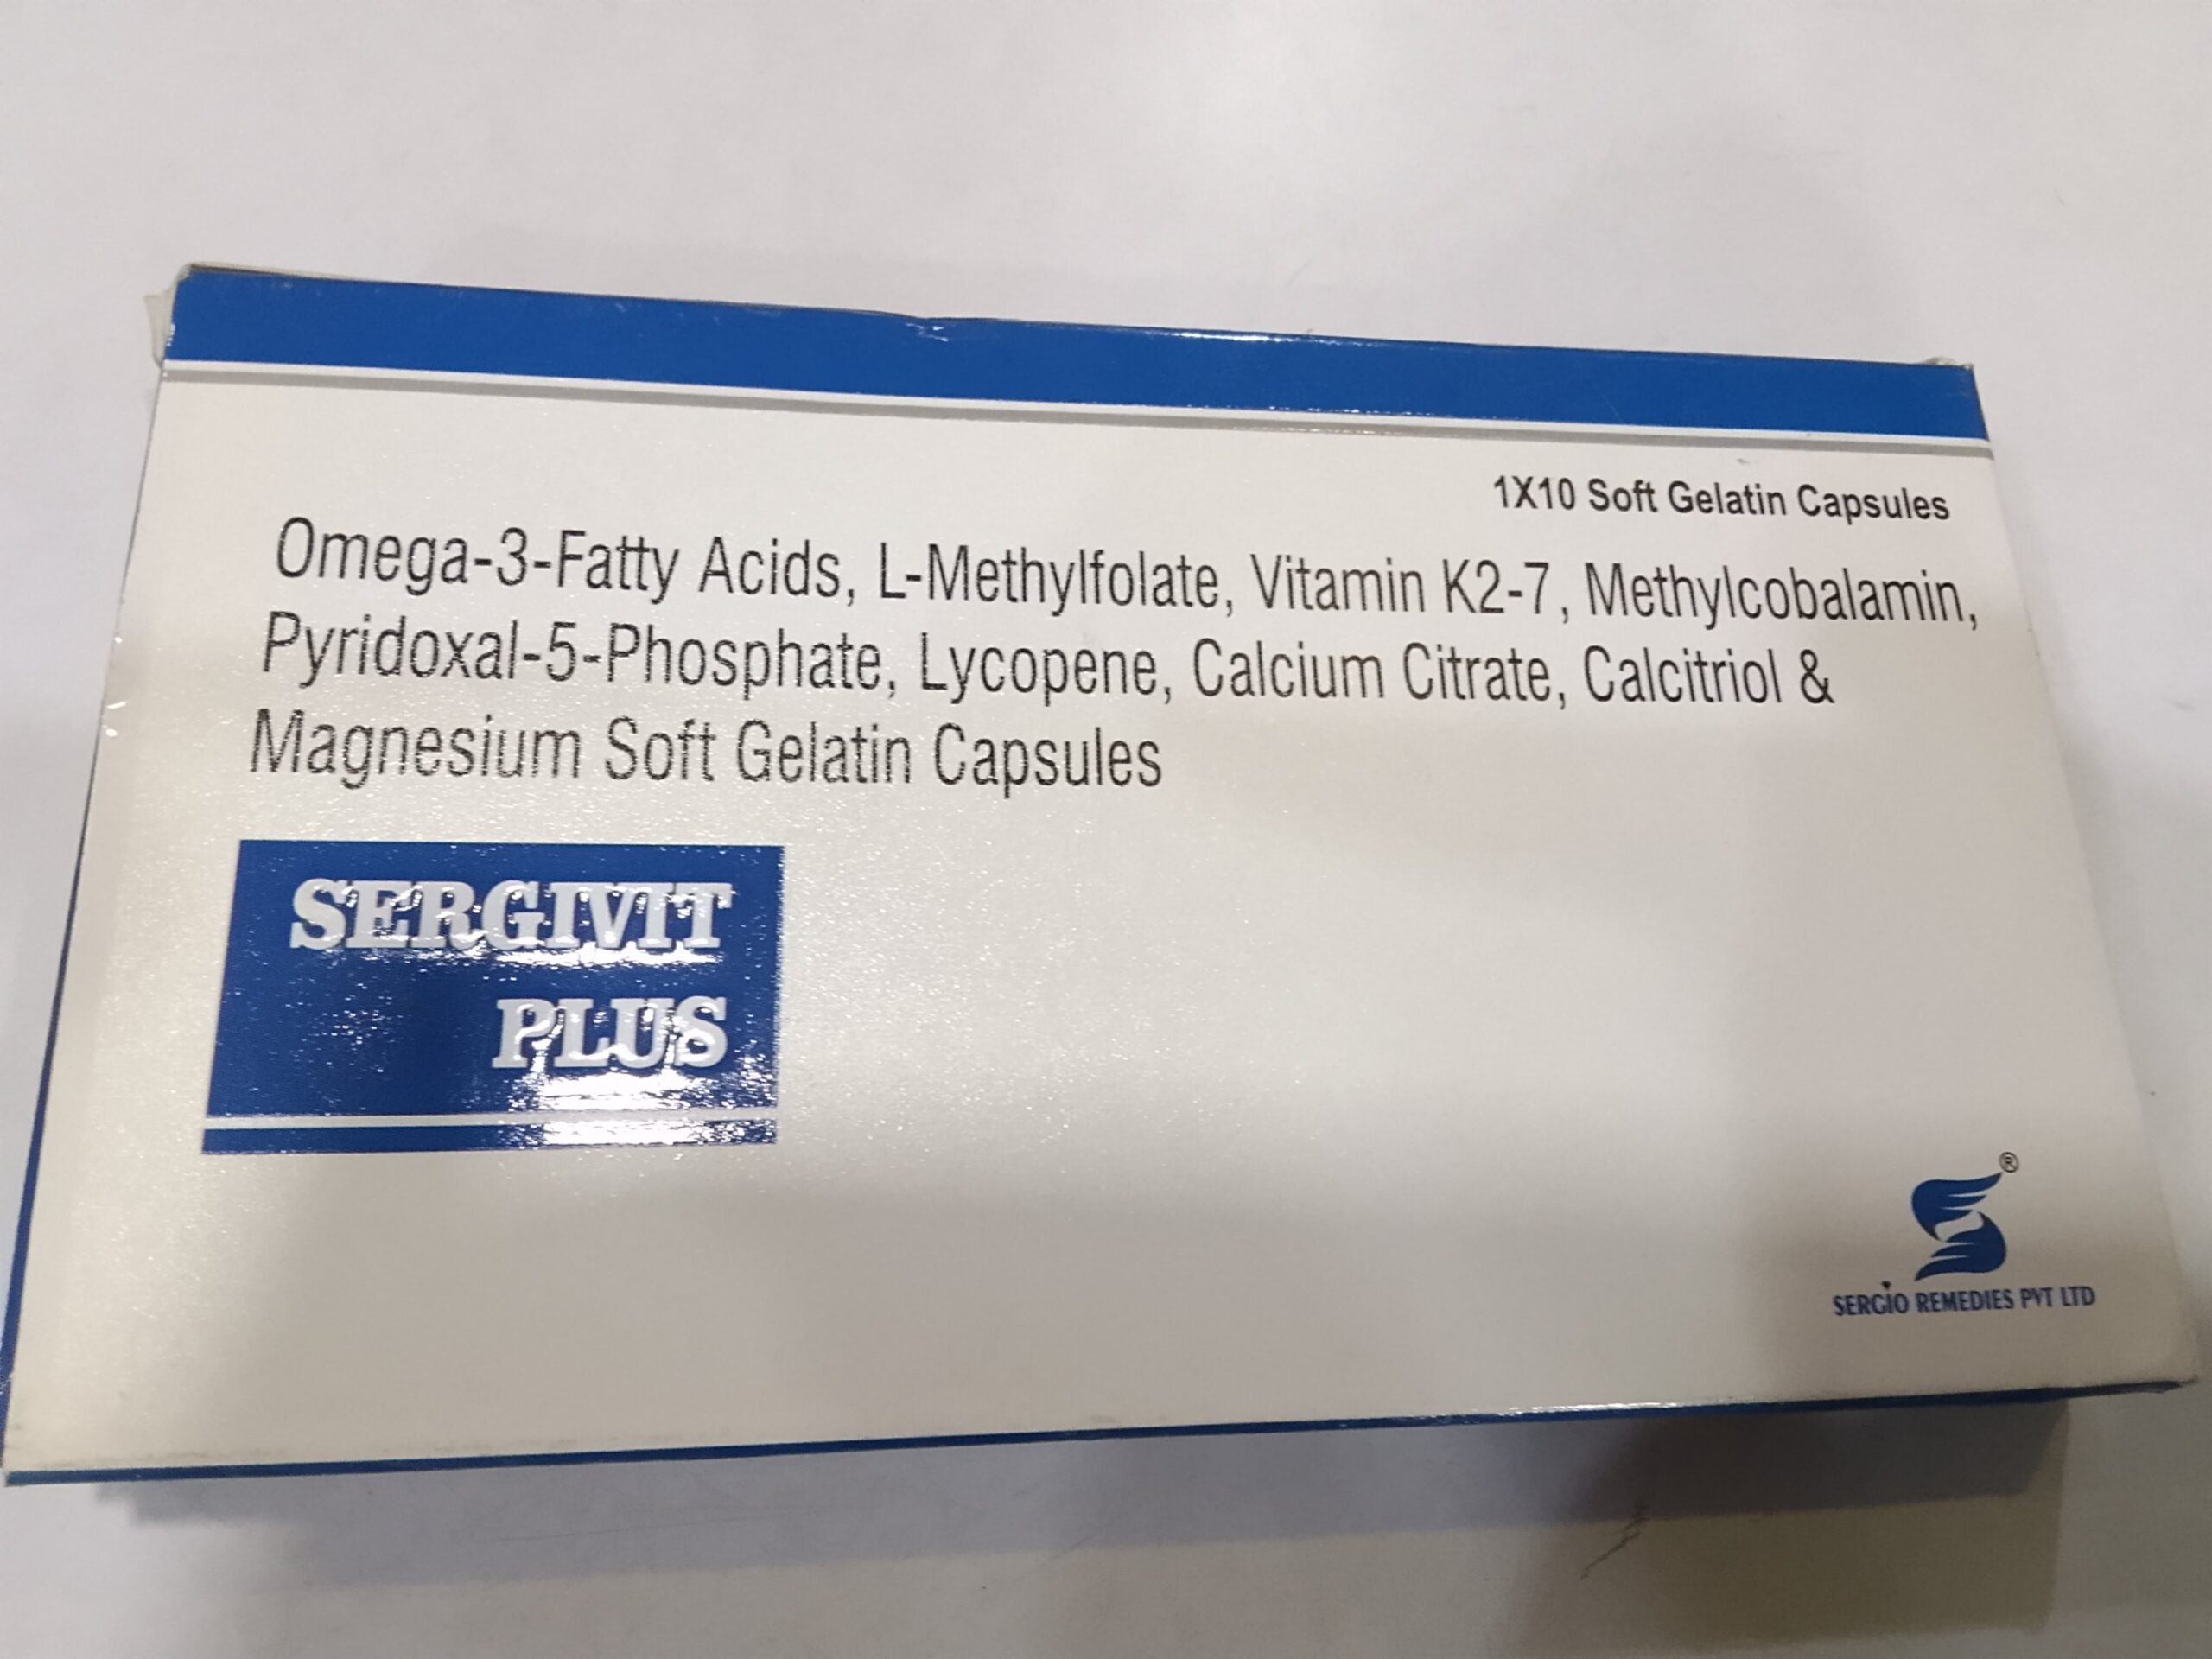 1X10 Soft Gelatin Capsules
Omega-3-Fatty Acids, L-Methylfolate, Vitamin K2-7, Methylcobalamin,
Pyridoxal-5-Phosphate, Lycopene, Calcium Citrate, Calcitriol &
Magnesium Soft Gelatin Capsules
SERGIVIT
PLUS
®
SERGIO REMEDIES PVT LTD